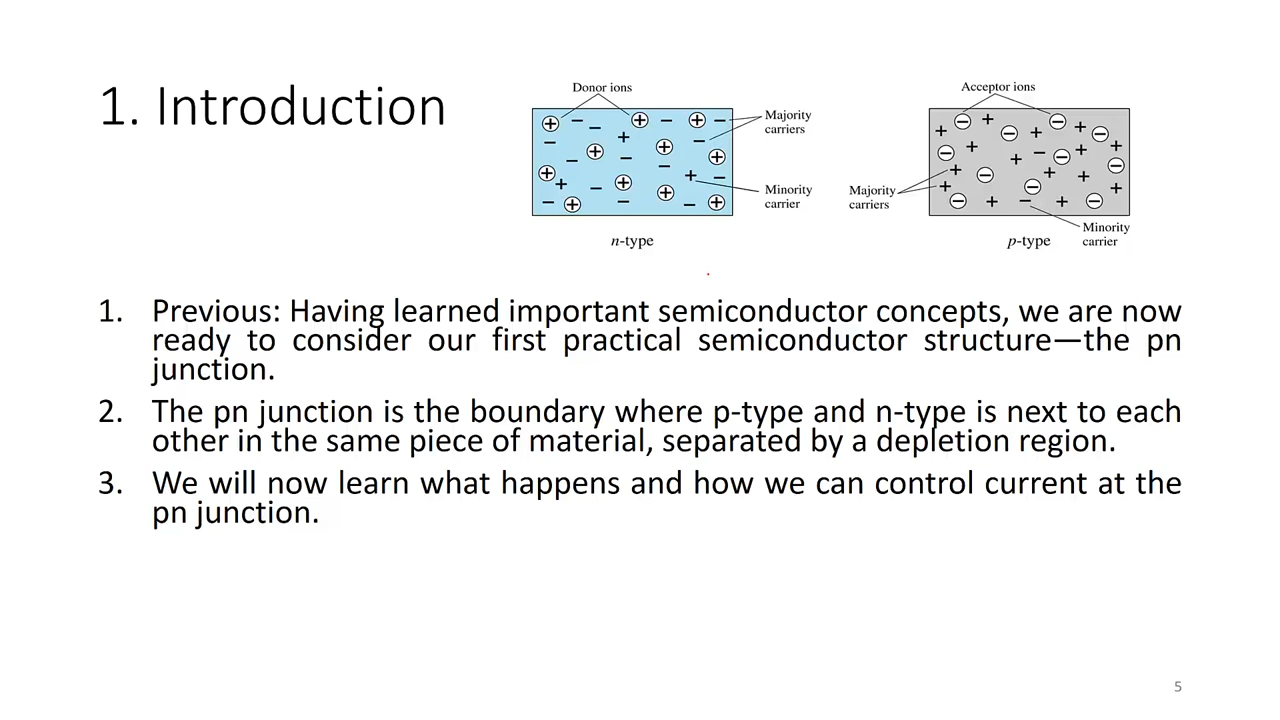 1. Introduction
Donor ions
Majority
carriers
Minority
carrier
n-type
Acceptor ions
Majority
carriers
Minority
carrier
p-type
1. Previous: Having learned important semiconductor concepts, we are now
ready to consider our first practical semiconductor structure—the pn
junction.
2. The pn junction is the boundary where p-type and n-type is next to each
other in the same piece of material, separated by a depletion region.
3. We will now learn what happens and how we can control current at the
pn junction.
5